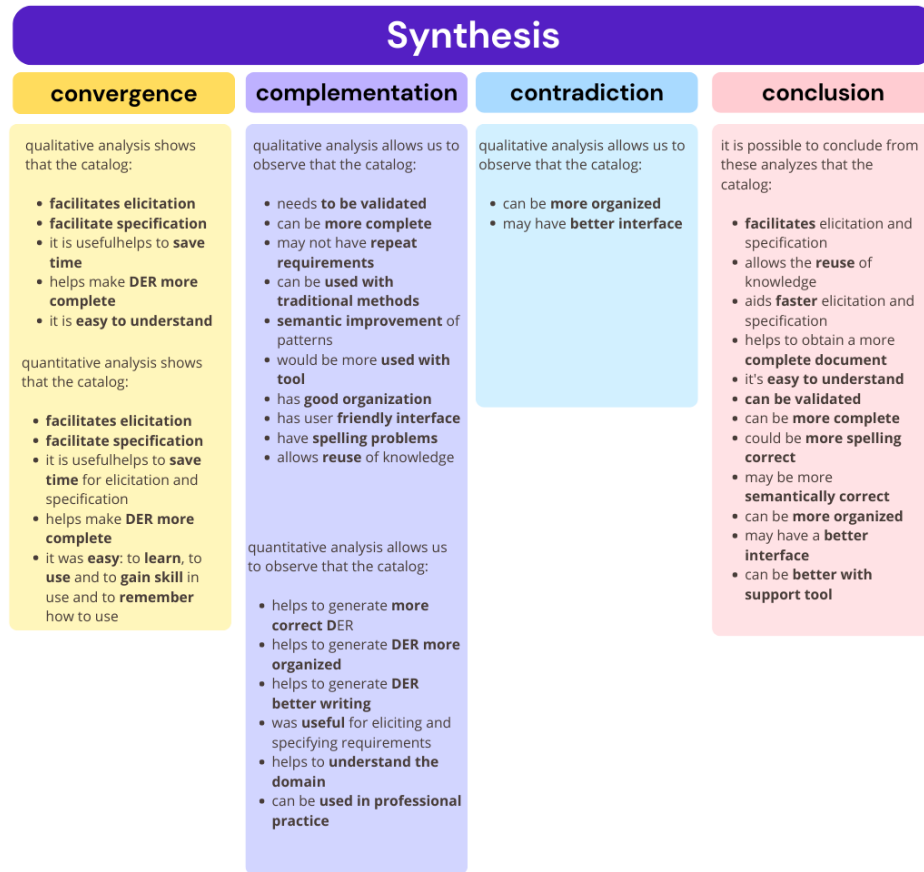 Synthesis
convergence
qualitative analysis shows
that the catalog:
facilitates elicitation
facilitate specification
it is usefulhelps to save
time
helps make DER more
complete
it is easy to understand
quantitative analysis shows
that the catalog:
facilitates elicitation
facilitate specification
it is usefulhelps to save
time for elicitation and
specification
helps make DER more
complete
it was easy: to learn, to
use and to gain skill in
use and to remember
how to use
complementation
qualitative analysis allows us to
observe that the catalog:
needs to be validated
can be more complete
may not have repeat
requirements
can be used with
traditional methods
semantic improvement of
patterns
would be more used with
tool
has good organization
has user friendly interface
have spelling problems
allows reuse of knowledge
quantitative analysis allows us
to observe that the catalog:
helps to generate more
correct DER
helps to generate DER more
organized
helps to generate DER
better writing
was useful for eliciting and
specifying requirements
helps to understand the
domain
can be used in professional
practice
contradiction
qualitative analysis allows us to
observe that the catalog:
can be more organized
may have better interface
conclusion
it is possible to conclude from
these analyzes that the
catalog:
facilitates elicitation and
specification
allows the reuse of
knowledge
aids faster elicitation and
specification
helps to obtain a more
complete document
it's easy to understand
can be validated
can be more complete
could be more spelling
correct
may be more
semantically correct
can be more organized
may have a better
interface
can be better with
support tool